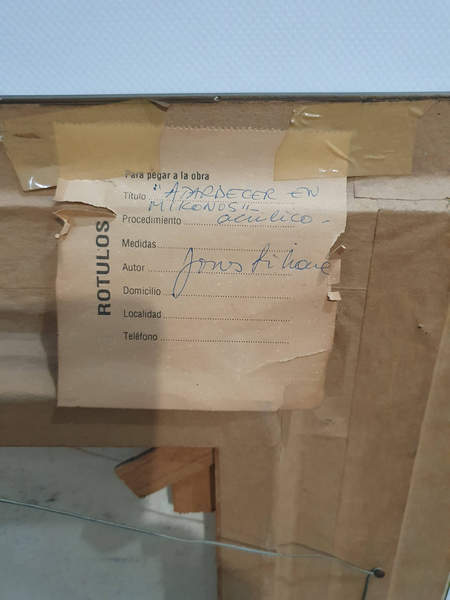 Para pegar a la obra
Título "ATARDECER EN
MIKONOS"
Procedimiento acrílico
Medidas
Autor
Domicilio
Localidad
Teléfono
ROTULOS